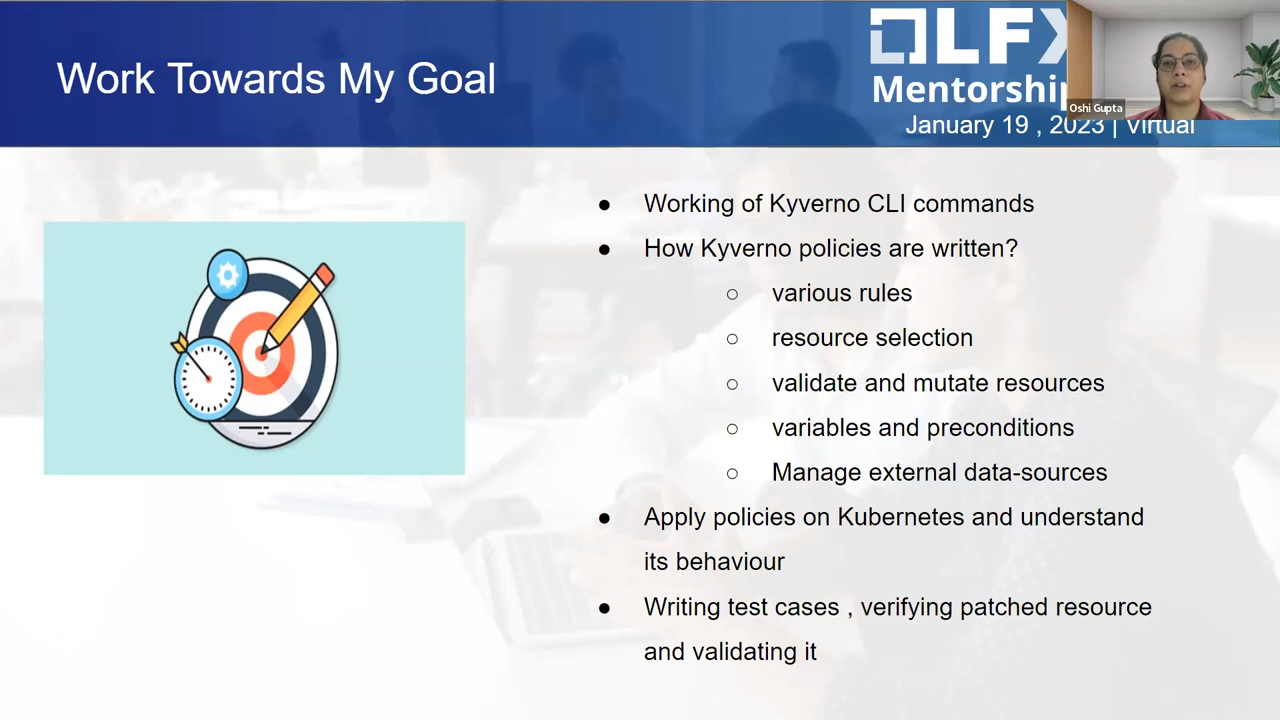 Work Towards My Goal
LFX
Mentorship
January 19 , 2023 | Virtual
Oshi Gupta
● Working of Kyverno CLI commands
● How Kyverno policies are written?
○ various rules
○ resource selection
○ validate and mutate resources
○ variables and preconditions
○ Manage external data-sources
● Apply policies on Kubernetes and understand
its behaviour
● Writing test cases , verifying patched resource
and validating it